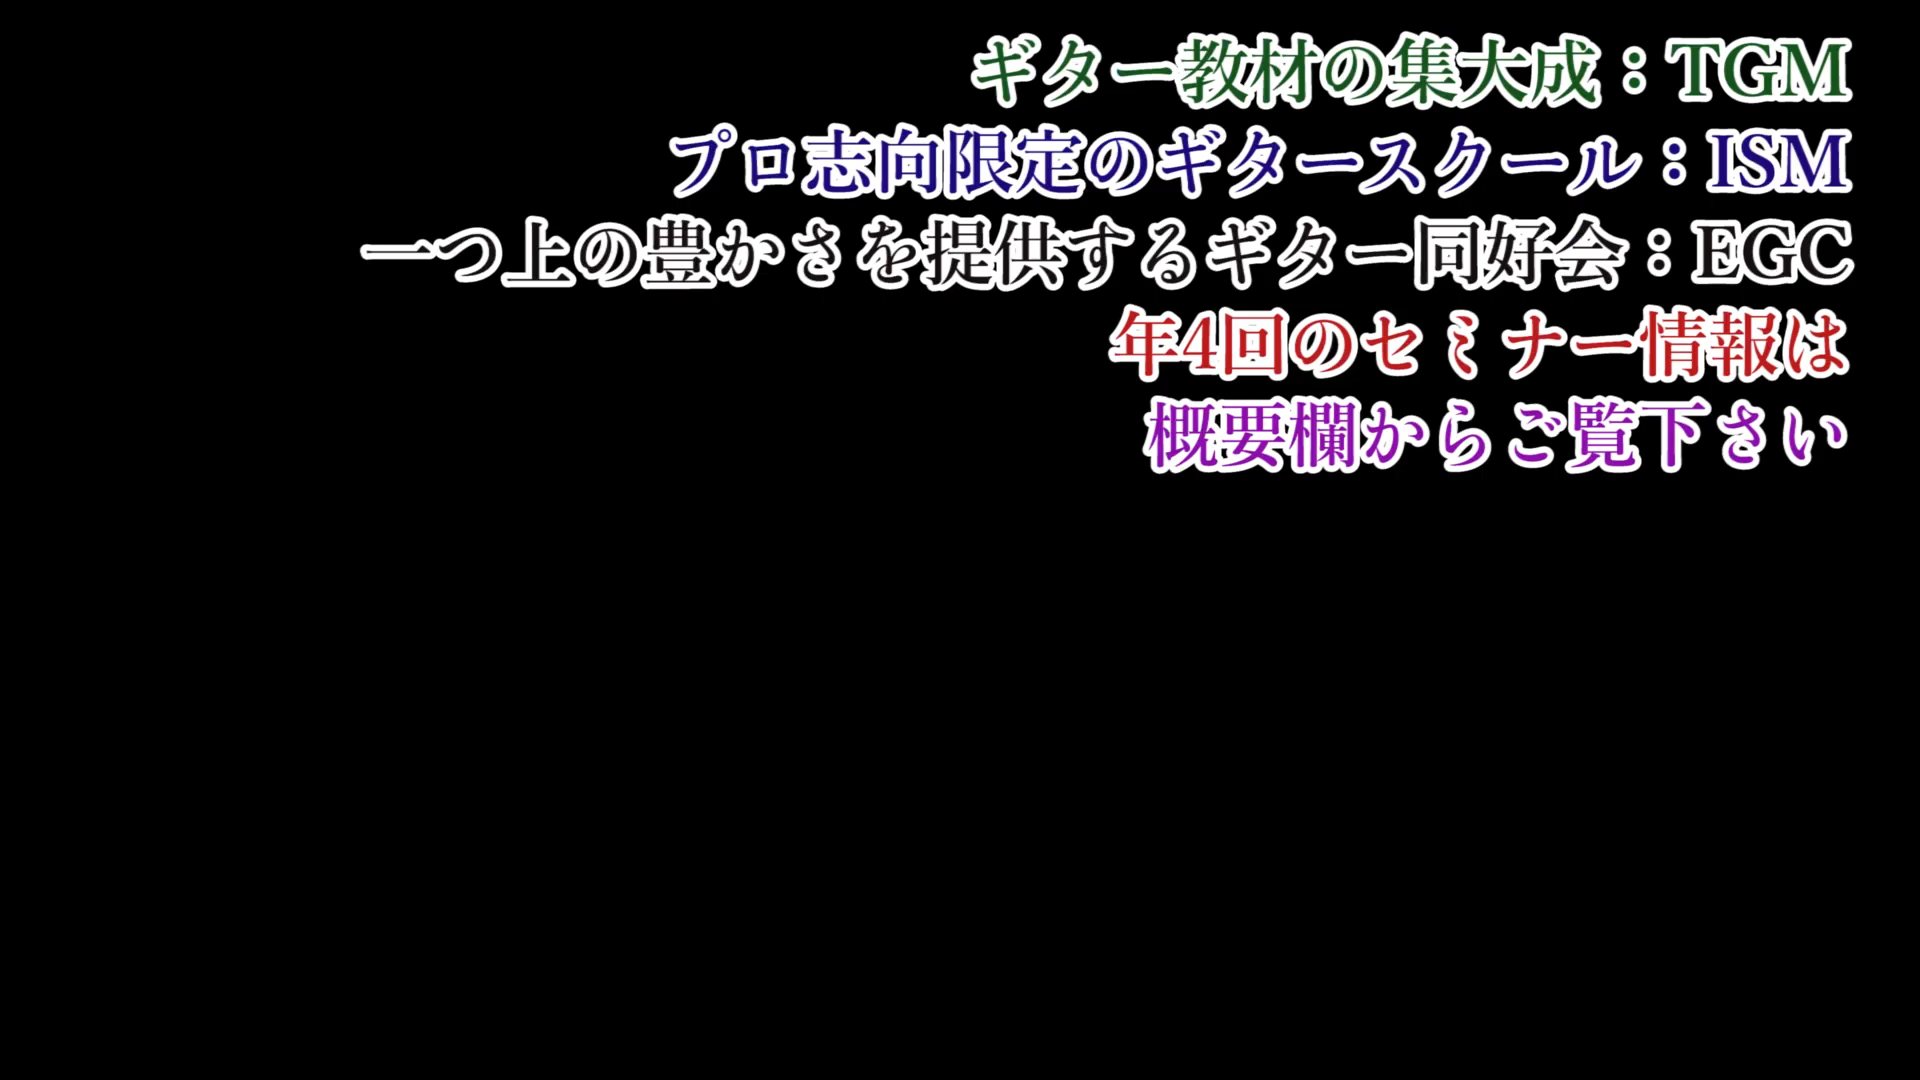 ギター教材の集大成：TGM
プロ志向限定のギタースクール：ISM
一つ上の豊かさを提供するギター同好会：EGC
年4回のセミナー情報は
概要欄からご覧下さい